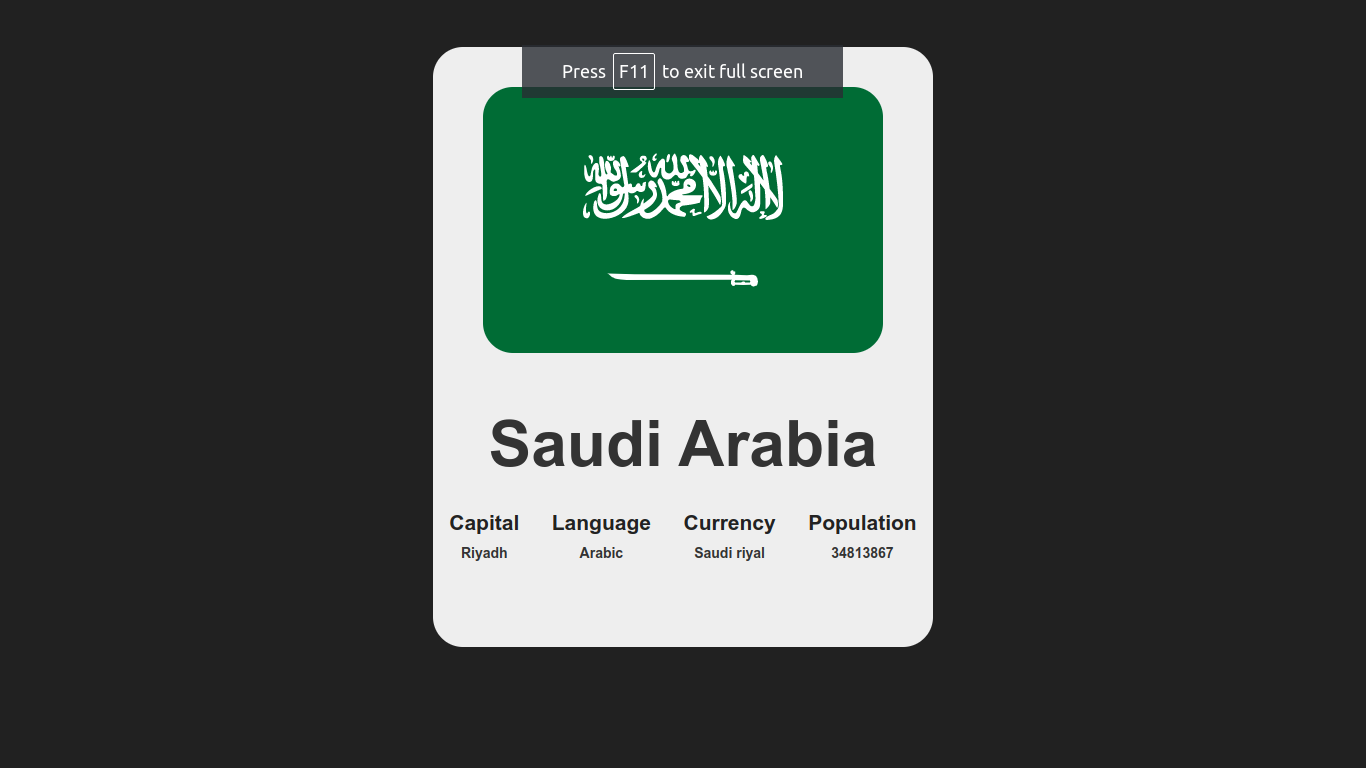 Press F11 to exit full screen
لا إله إلا الله محمد رسول الله
Saudi Arabia
Capital Language Currency Population
Riyadh Arabic Saudi riyal 34813867